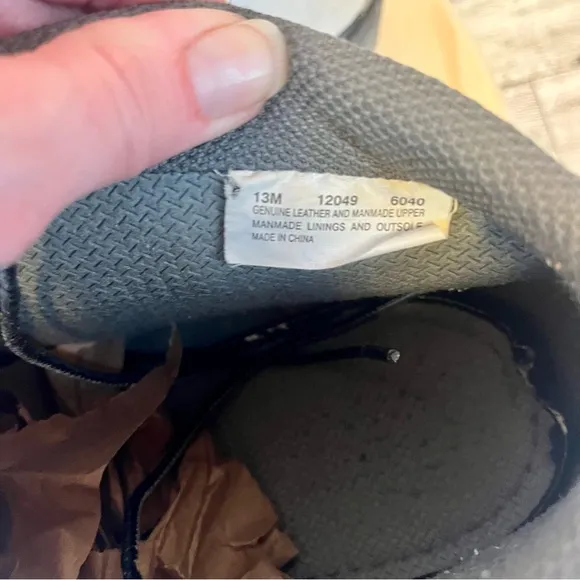 13M 12049 6040
GENUINE LEATHER AND MANMADE UPPER
MANMADE LININGS AND OUTSOLE
MADE IN CHINA